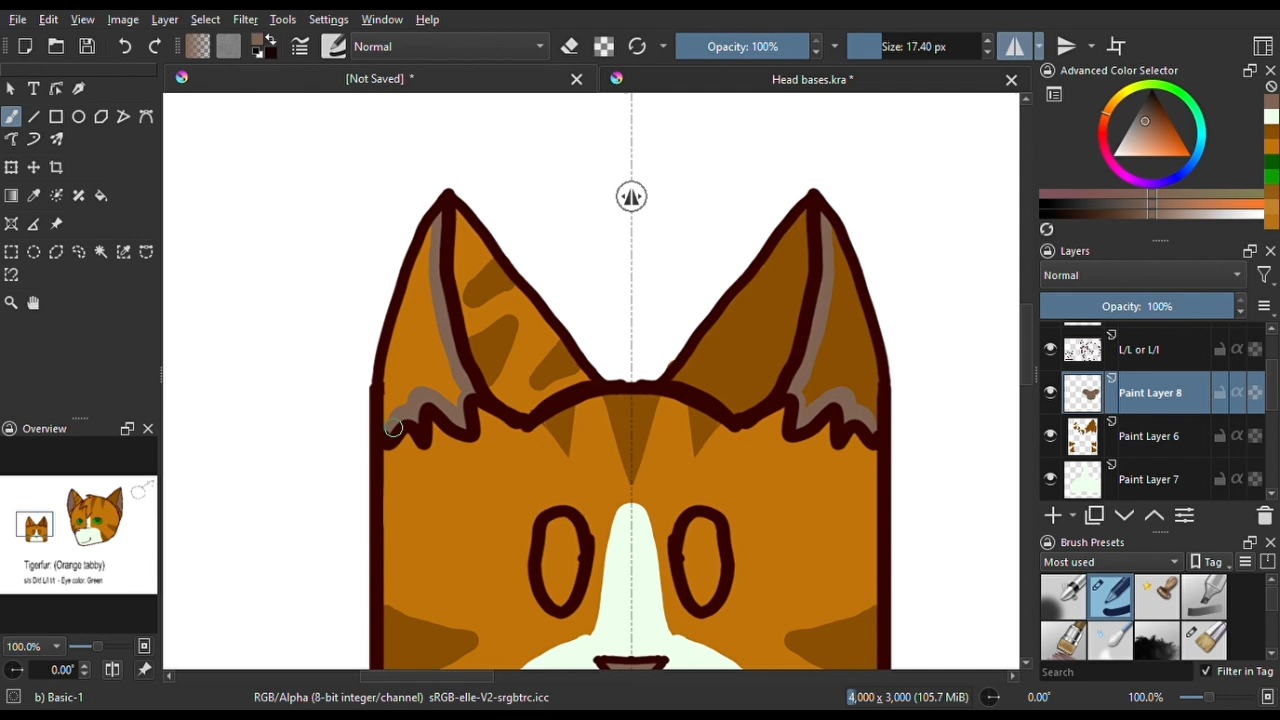 File Edit View Image Layer Select Filter Tools Settings Window Help
Normal Opacity: 100% Size: 17.40 px
[Not Saved] * Head bases.kra *
Advanced Color Selector
Layers
Normal
Opacity: 100%
L/L or L/l
Paint Layer 8
Paint Layer 6
Paint Layer 7
Overview
Tigerfur: (Orange tabby)
Eye color: Green
Brush Presets
Most used Tag
Search Filter in Tag
100.0%
0.00°
b) Basic-1 RGB/Alpha (8-bit integer/channel) sRGB-elle-V2-srgbtrc.icc 4,000 x 3,000 (105.7 MiB) 0.00° 100.0%